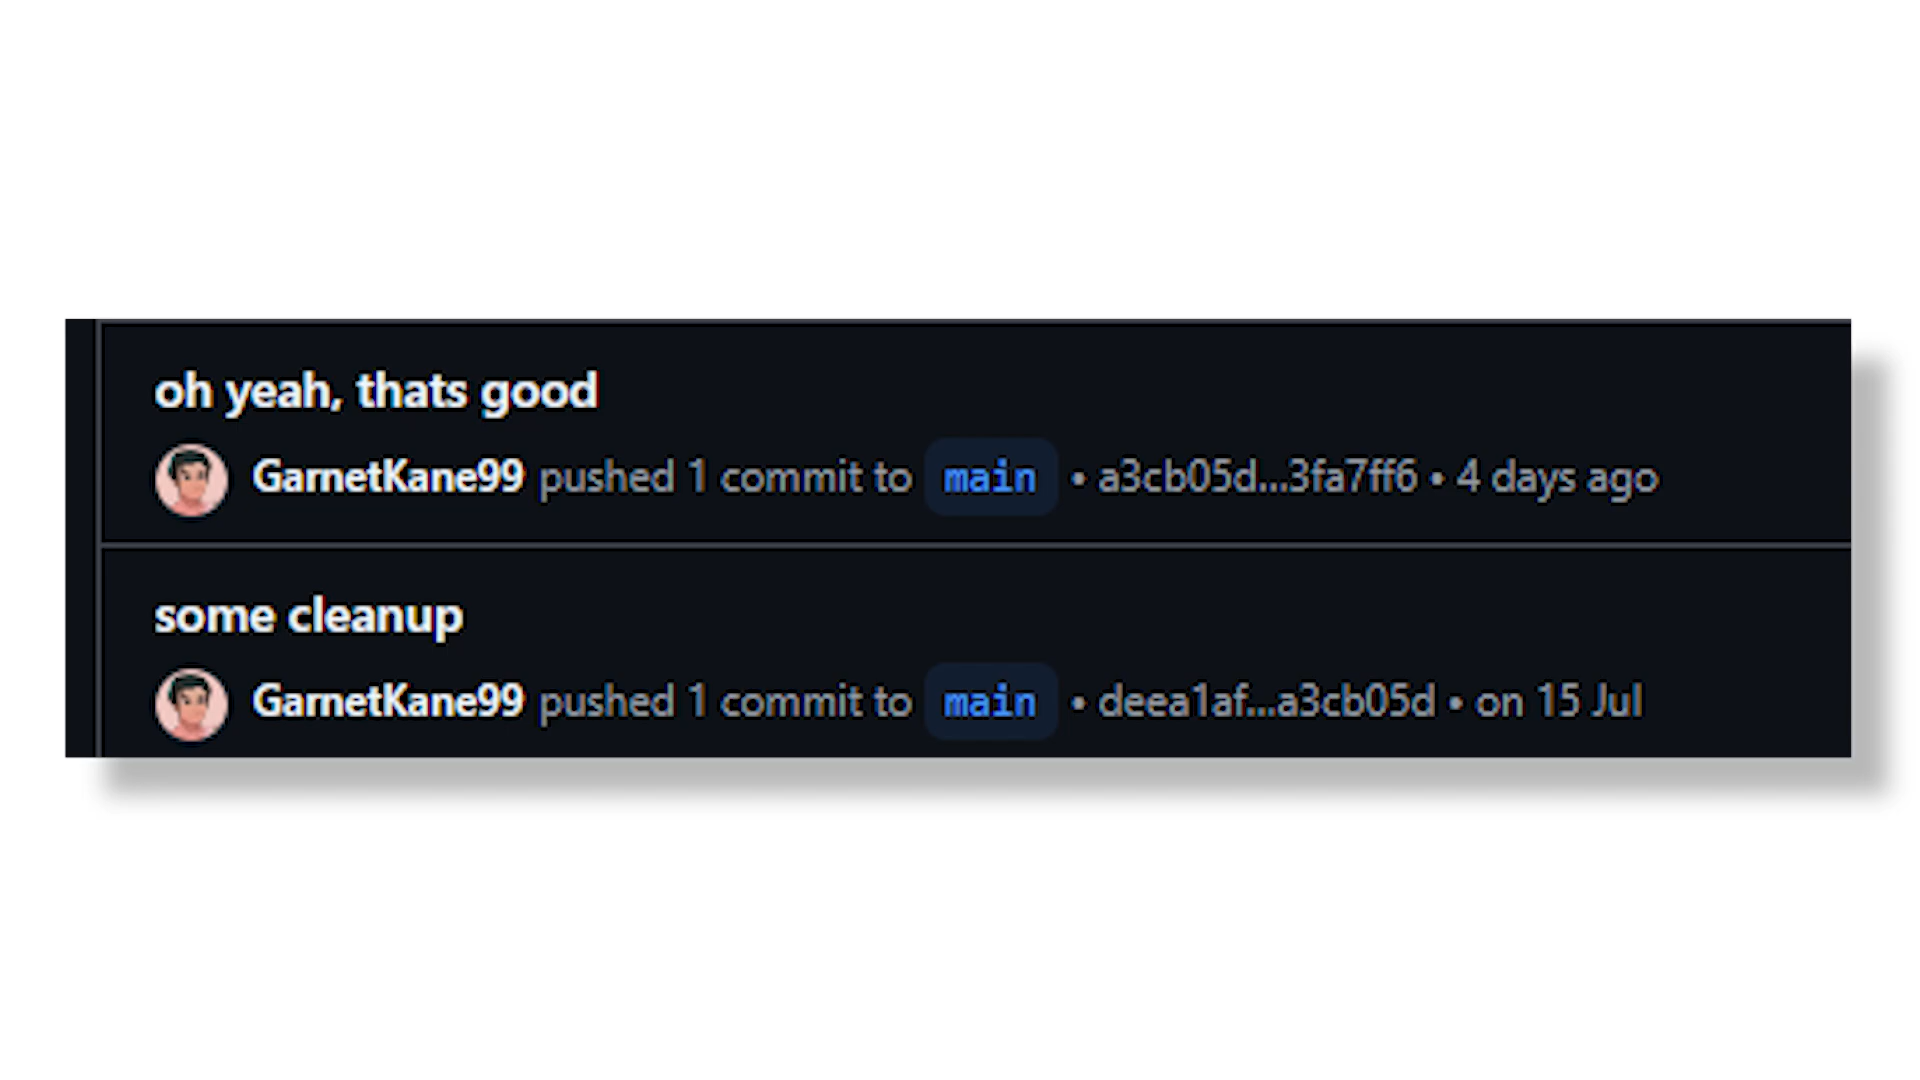 oh yeah, thats good
GarnetKane99 pushed 1 commit to main • a3cb05d...3fa7ff6 • 4 days ago
some cleanup
GarnetKane99 pushed 1 commit to main • deea1af...a3cb05d • on 15 Jul